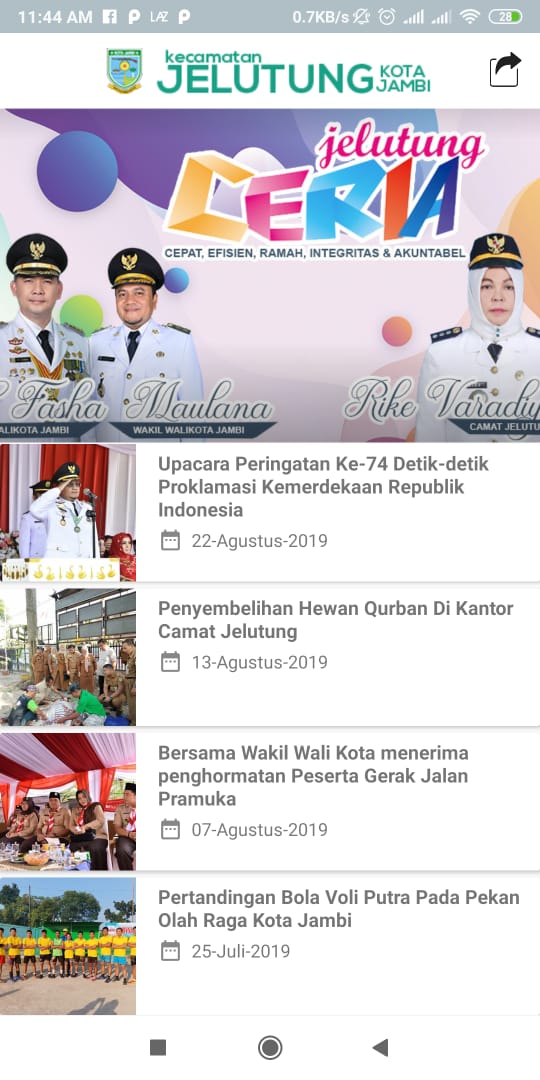 11:44 AM
LAZ
0.7KB/s
28
kecamatan
JELUTUNG
KOTA
JAMBI
jelutung
CERIA
CEPAT, EFISIEN, RAMAH, INTEGRITAS & AKUNTABEL
Fasha
Maulana
Rike Varadiy
ALIKOTA JAMBI
WAKIL WALIKOTA JAMBI
CAMAT JELUTU
Upacara Peringatan Ke-74 Detik-detik
Proklamasi Kemerdekaan Republik
Indonesia
22-Agustus-2019
Penyembelihan Hewan Qurban Di Kantor
Camat Jelutung
13-Agustus-2019
Bersama Wakil Wali Kota menerima
penghormatan Peserta Gerak Jalan
Pramuka
07-Agustus-2019
Pertandingan Bola Voli Putra Pada Pekan
Olah Raga Kota Jambi
25-Juli-2019